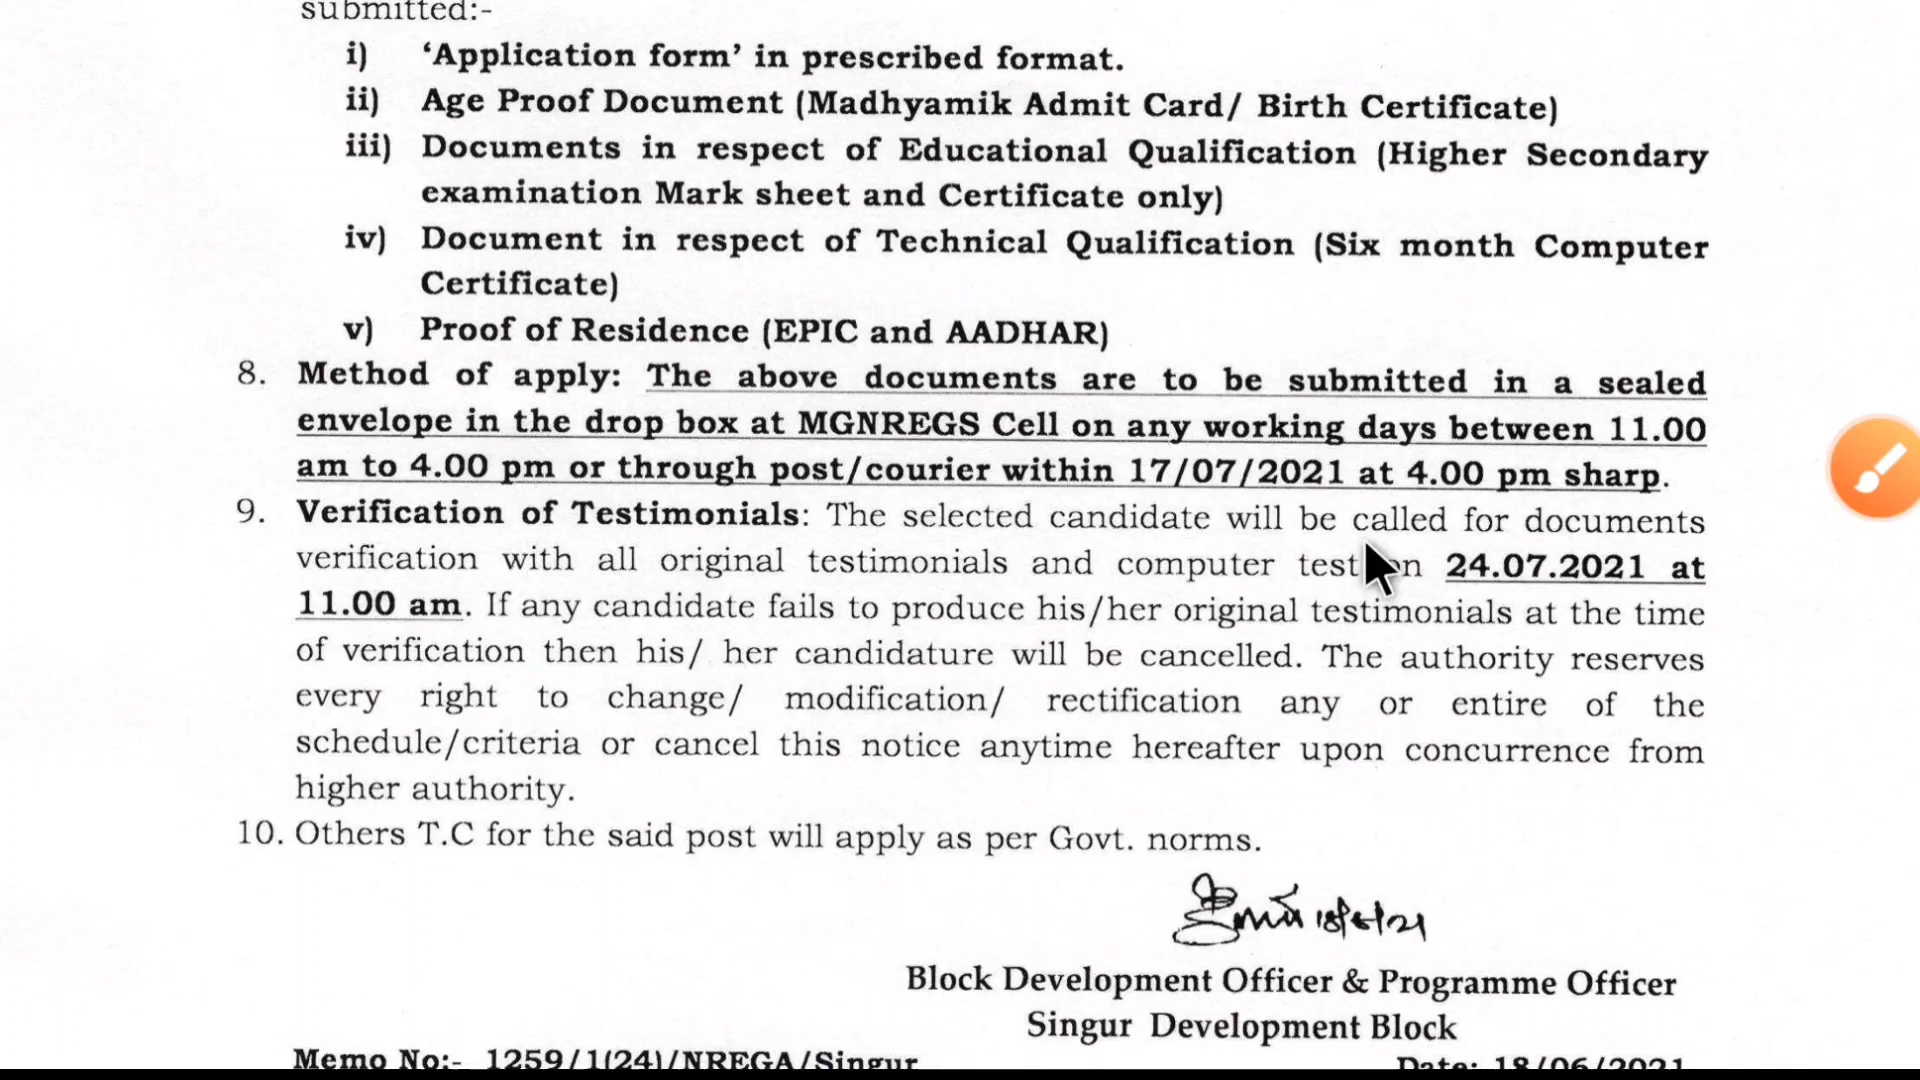 submitted:-
i) ‘Application form’ in prescribed format.
ii) Age Proof Document (Madhyamik Admit Card/ Birth Certificate)
iii) Documents in respect of Educational Qualification (Higher Secondary
examination Mark sheet and Certificate only)
iv) Document in respect of Technical Qualification (Six month Computer
Certificate)
v) Proof of Residence (EPIC and AADHAR)
8. Method of apply: The above documents are to be submitted in a sealed
envelope in the drop box at MGNREGS Cell on any working days between 11.00
am to 4.00 pm or through post/courier within 17/07/2021 at 4.00 pm sharp.
9. Verification of Testimonials: The selected candidate will be called for documents
verification with all original testimonials and computer test on 24.07.2021 at
11.00 am. If any candidate fails to produce his/her original testimonials at the time
of verification then his/ her candidature will be cancelled. The authority reserves
every right to change/ modification/ rectification any or entire of the
schedule/criteria or cancel this notice anytime hereafter upon concurrence from
higher authority.
10. Others T.C for the said post will apply as per Govt. norms.
Block Development Officer & Programme Officer
Singur Development Block
Memo No:- 1259/1(24)/NREGA/Singur Date: 18/06/2021